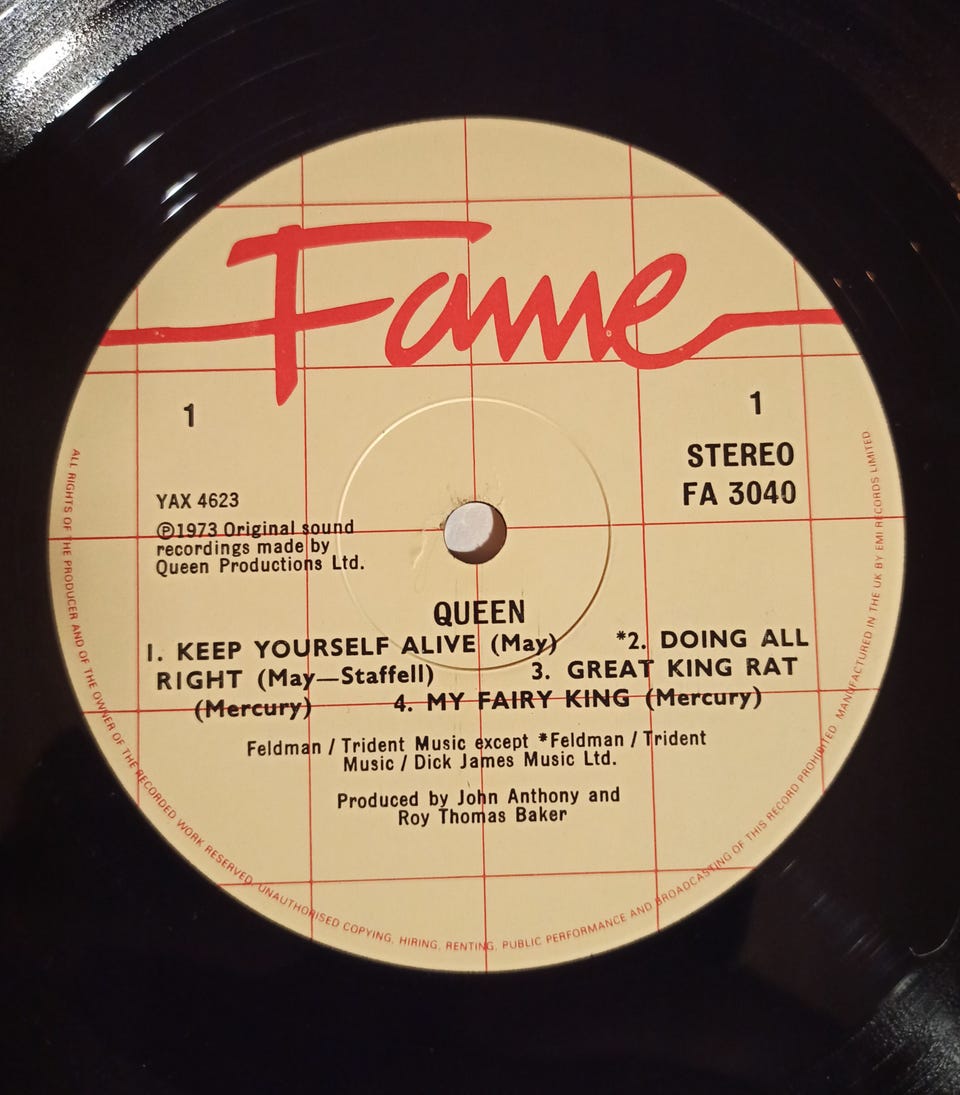 Fame
1
1
STEREO
FA 3040
YAX 4623
Ⓟ1973 Original sound
recordings made by
Queen Productions Ltd.
QUEEN
1. KEEP YOURSELF ALIVE (May) *2. DOING ALL
RIGHT (May—Staffell) 3. GREAT KING RAT
(Mercury) 4. MY FAIRY KING (Mercury)
Feldman / Trident Music except *Feldman / Trident
Music / Dick James Music Ltd.
Produced by John Anthony and
Roy Thomas Baker
ALL RIGHTS OF THE PRODUCER AND OF THE OWNER OF THE RECORDED WORK RESERVED. UNAUTHORISED COPYING, HIRING, RENTING, PUBLIC PERFORMANCE AND BROADCASTING OF THIS RECORD PROHIBITED. MANUFACTURED IN THE UK BY EMI RECORDS LIMITED